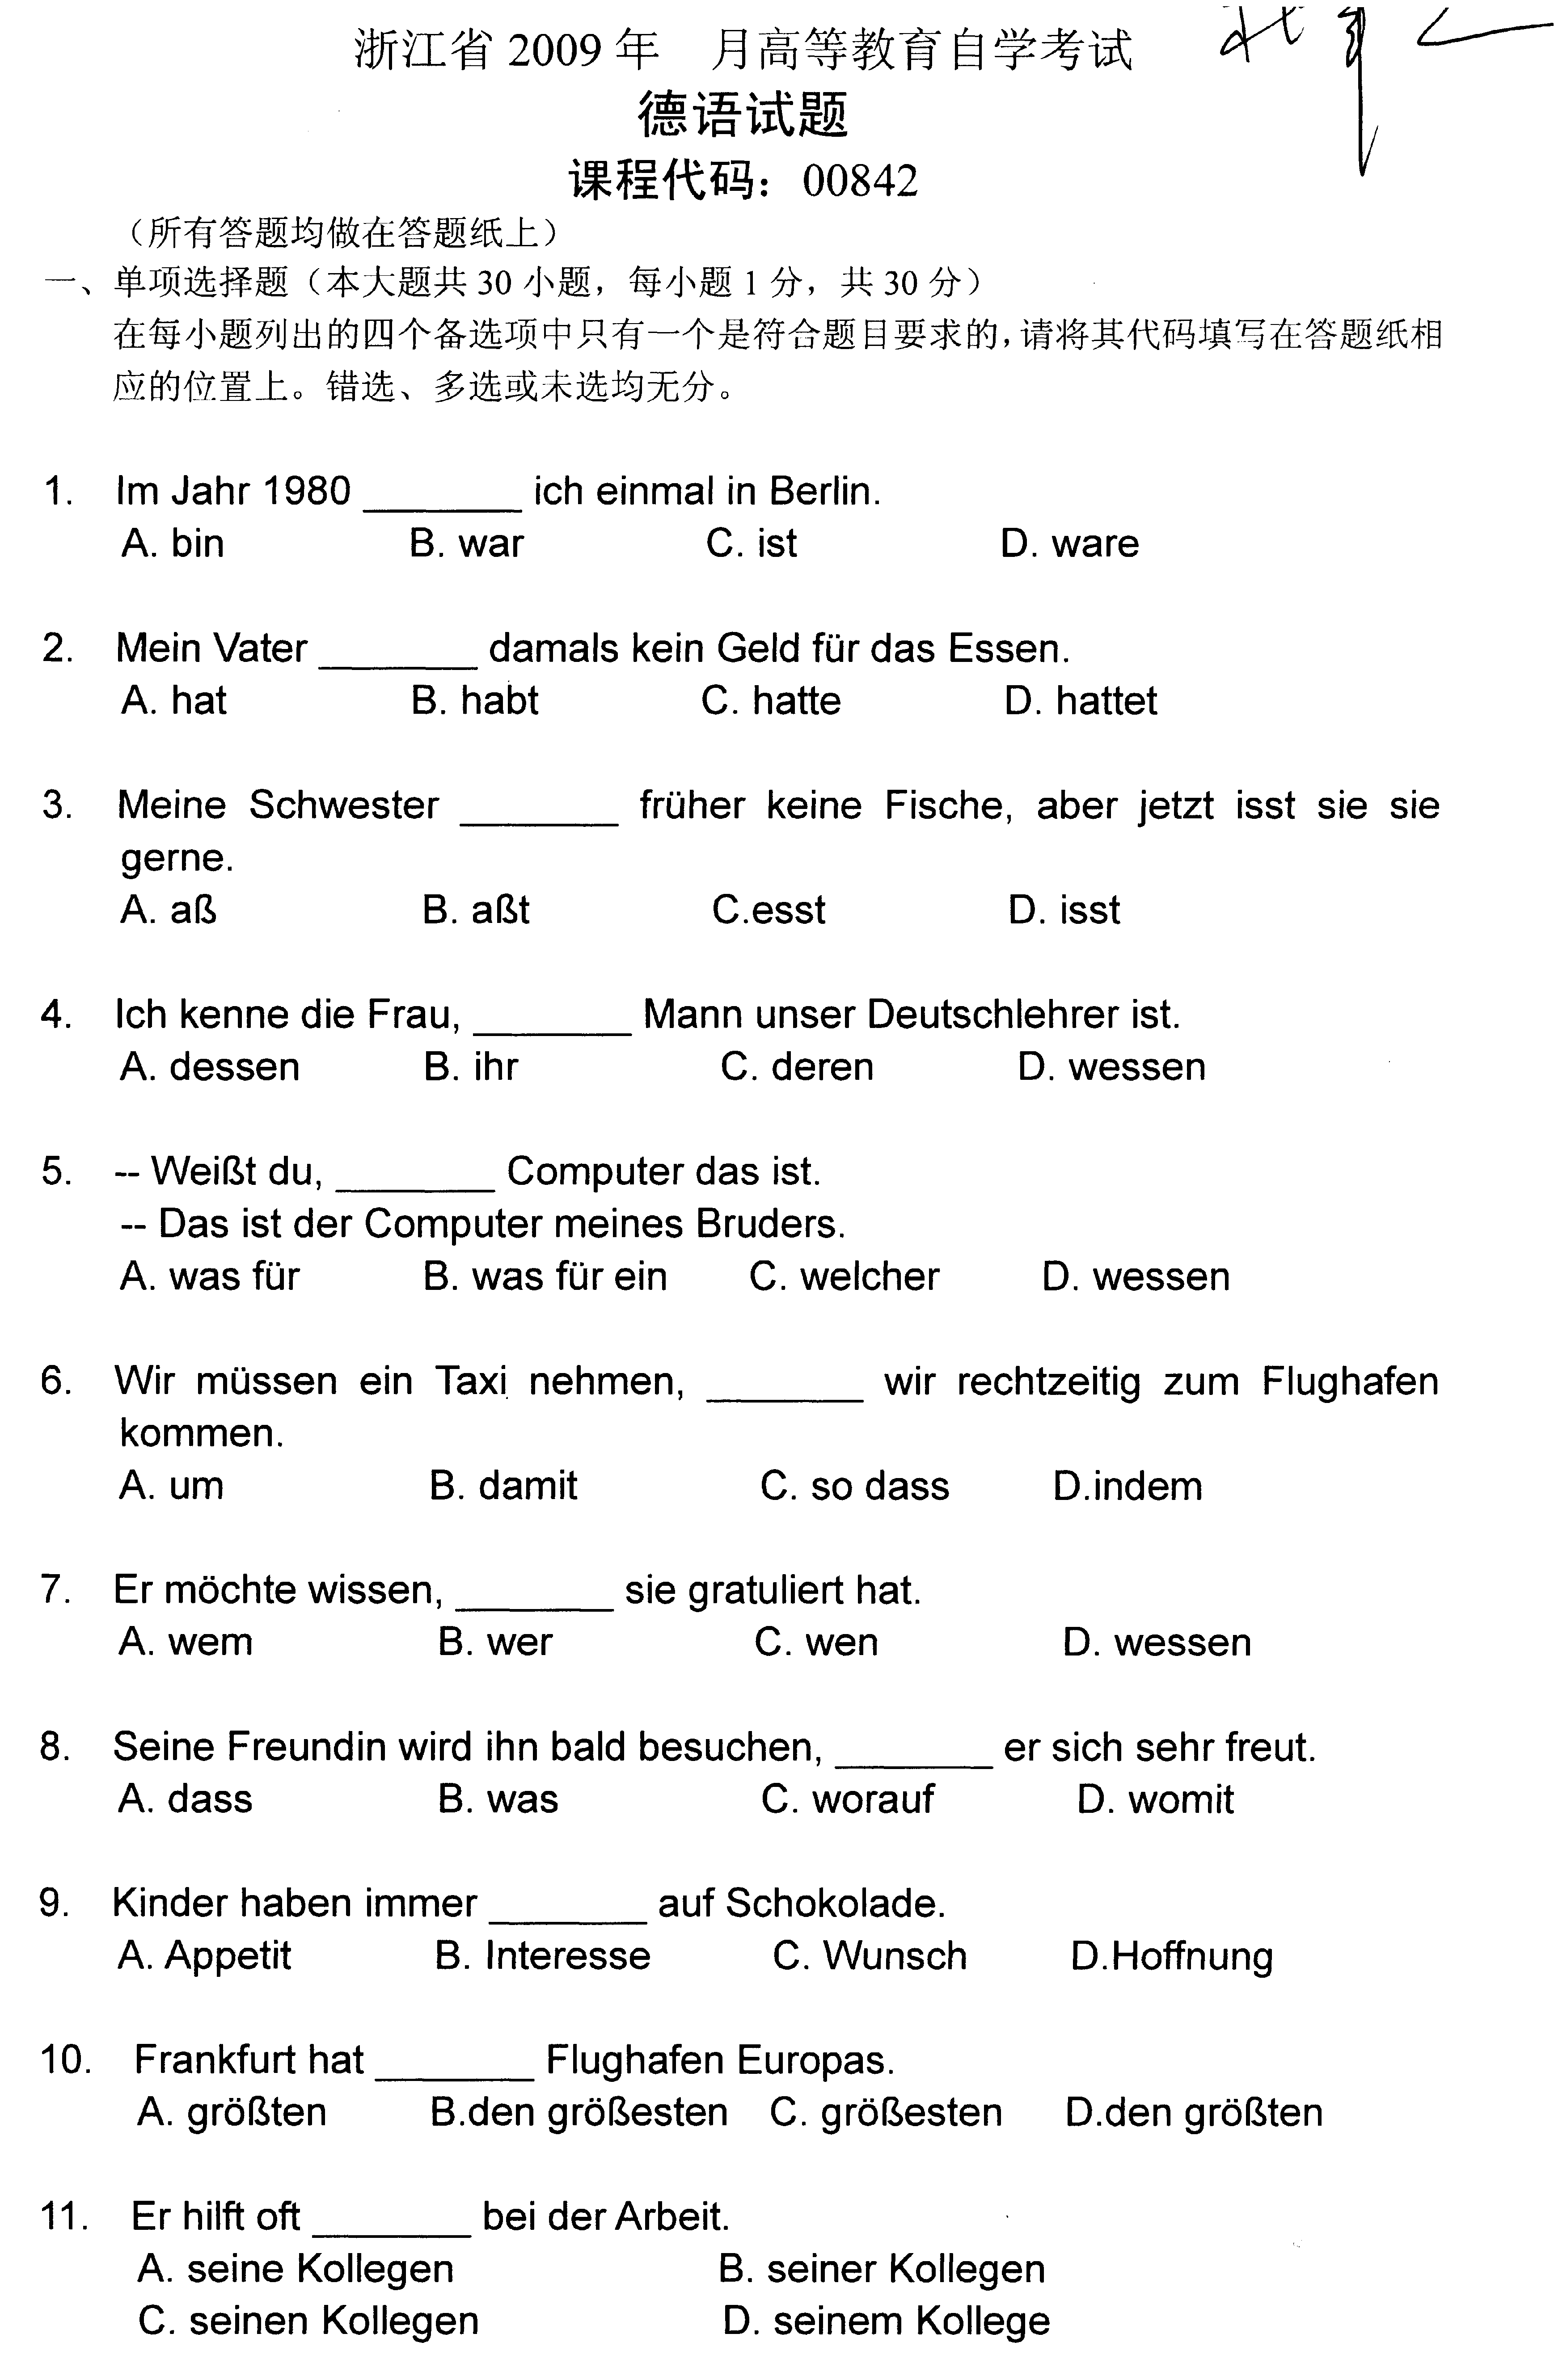 浙江省 2009 年 月高等教育自学考试
德语试题
课程代码：00842
（所有答题均做在答题纸上）
一、单项选择题（本大题共 30 小题，每小题 1 分，共 30 分）
在每小题列出的四个备选项中只有一个是符合题目要求的，请将其代码填写在答题纸相
应的位置上。错选、多选或未选均无分。
1. Im Jahr 1980 _______ ich einmal in Berlin.
A. bin B. war C. ist D. ware
2. Mein Vater _______ damals kein Geld für das Essen.
A. hat B. habt C. hatte D. hattet
3. Meine Schwester _______ früher keine Fische, aber jetzt isst sie sie
gerne.
A. aß B. aßt C.esst D. isst
4. Ich kenne die Frau, _______ Mann unser Deutschlehrer ist.
A. dessen B. ihr C. deren D. wessen
5. -- Weißt du, _______ Computer das ist.
-- Das ist der Computer meines Bruders.
A. was für B. was für ein C. welcher D. wessen
6. Wir müssen ein Taxi nehmen, _______ wir rechtzeitig zum Flughafen
kommen.
A. um B. damit C. so dass D.indem
7. Er möchte wissen, _______ sie gratuliert hat.
A. wem B. wer C. wen D. wessen
8. Seine Freundin wird ihn bald besuchen, _______ er sich sehr freut.
A. dass B. was C. worauf D. womit
9. Kinder haben immer _______ auf Schokolade.
A. Appetit B. Interesse C. Wunsch D.Hoffnung
10. Frankfurt hat _______ Flughafen Europas.
A. größten B.den größesten C. größesten D.den größten
11. Er hilft oft _______ bei der Arbeit.
A. seine Kollegen B. seiner Kollegen
C. seinen Kollegen D. seinem Kollege